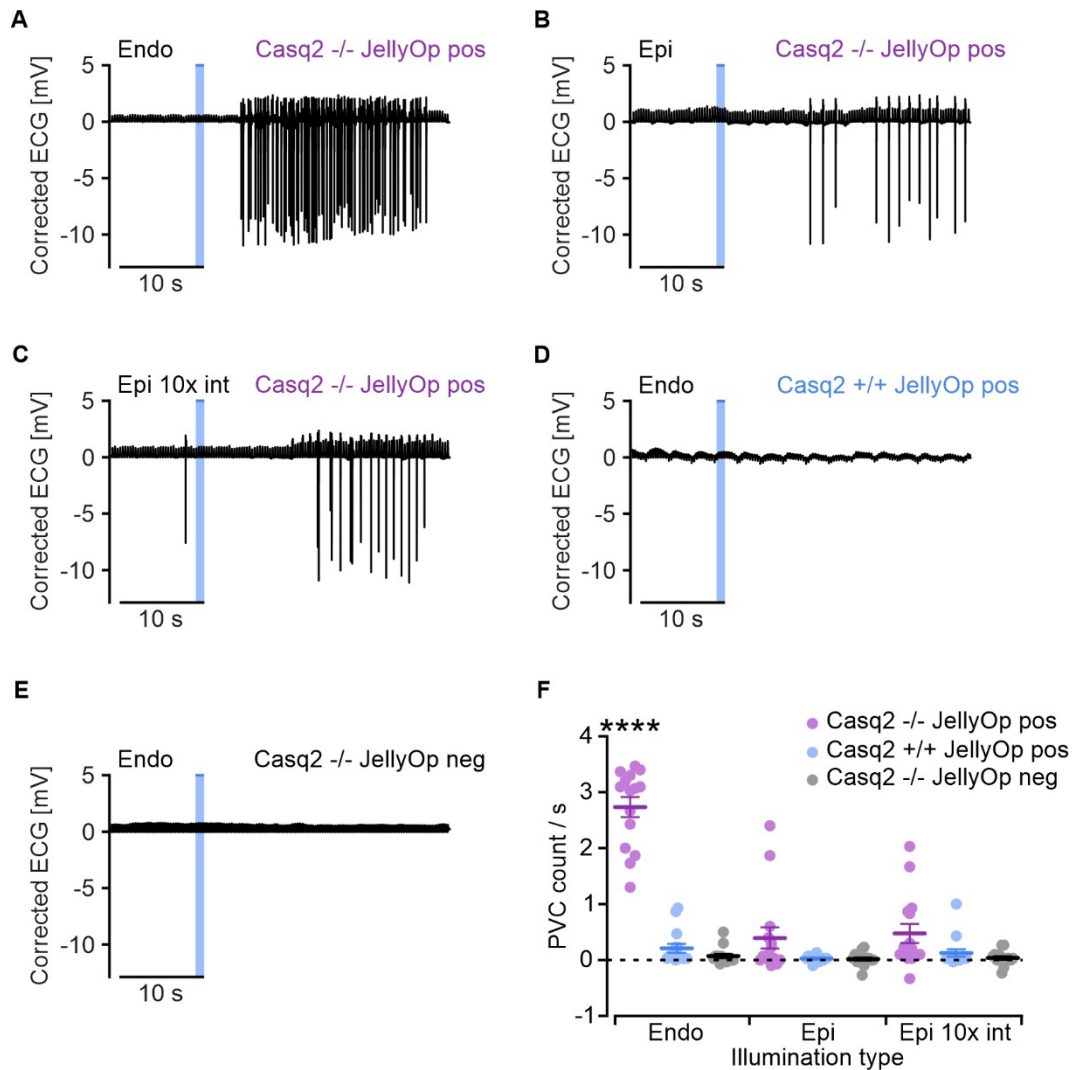 A
Endo Casq2 -/- JellyOp pos
Corrected ECG [mV]
5
0
-5
-10
10 s
B
Epi Casq2 -/- JellyOp pos
Corrected ECG [mV]
5
0
-5
-10
10 s
C
Epi 10x int Casq2 -/- JellyOp pos
Corrected ECG [mV]
5
0
-5
-10
10 s
D
Endo Casq2 +/+ JellyOp pos
Corrected ECG [mV]
5
0
-5
-10
10 s
E
Endo Casq2 -/- JellyOp neg
Corrected ECG [mV]
5
0
-5
-10
10 s
F
Casq2 -/- JellyOp pos
Casq2 +/+ JellyOp pos
Casq2 -/- JellyOp neg
****
PVC count / s
4
3
2
1
0
-1
Endo Epi Epi 10x int
Illumination type